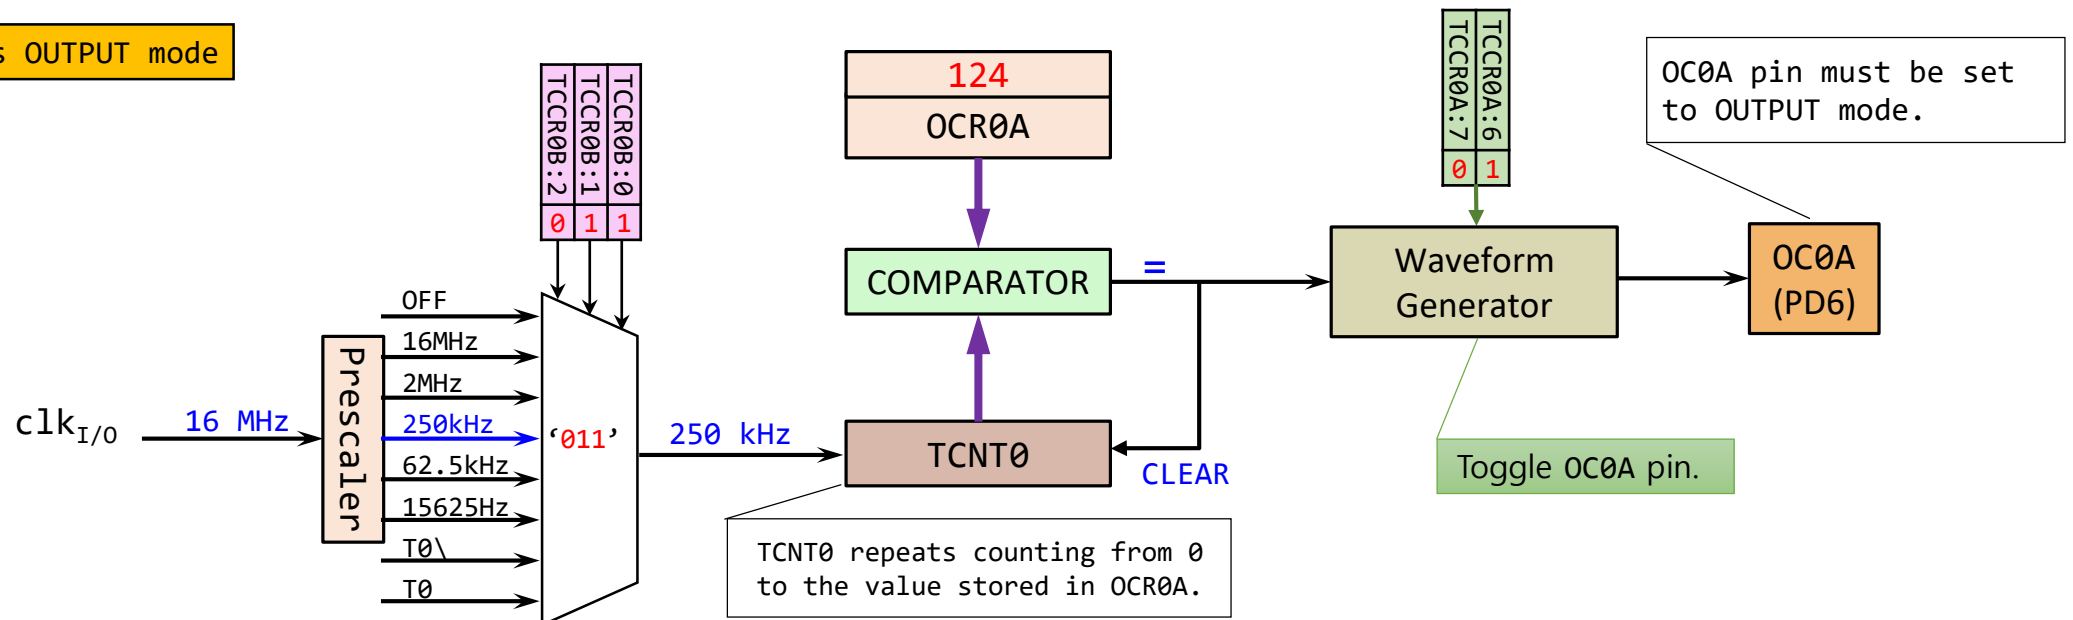 s OUTPUT mode
TCCR0B:2
TCCR0B:1
TCCR0B:0
0 1 1
124
OCR0A
TCCR0A:7
TCCR0A:6
0 1
OC0A pin must be set
to OUTPUT mode.
COMPARATOR
=
Waveform
Generator
OC0A
(PD6)
OFF
16MHz
2MHz
250kHz
62.5kHz
15625Hz
T0\
T0
Prescaler
clkI/O
16 MHz
‘011’
250 kHz
TCNT0
CLEAR
Toggle OC0A pin.
TCNT0 repeats counting from 0
to the value stored in OCR0A.